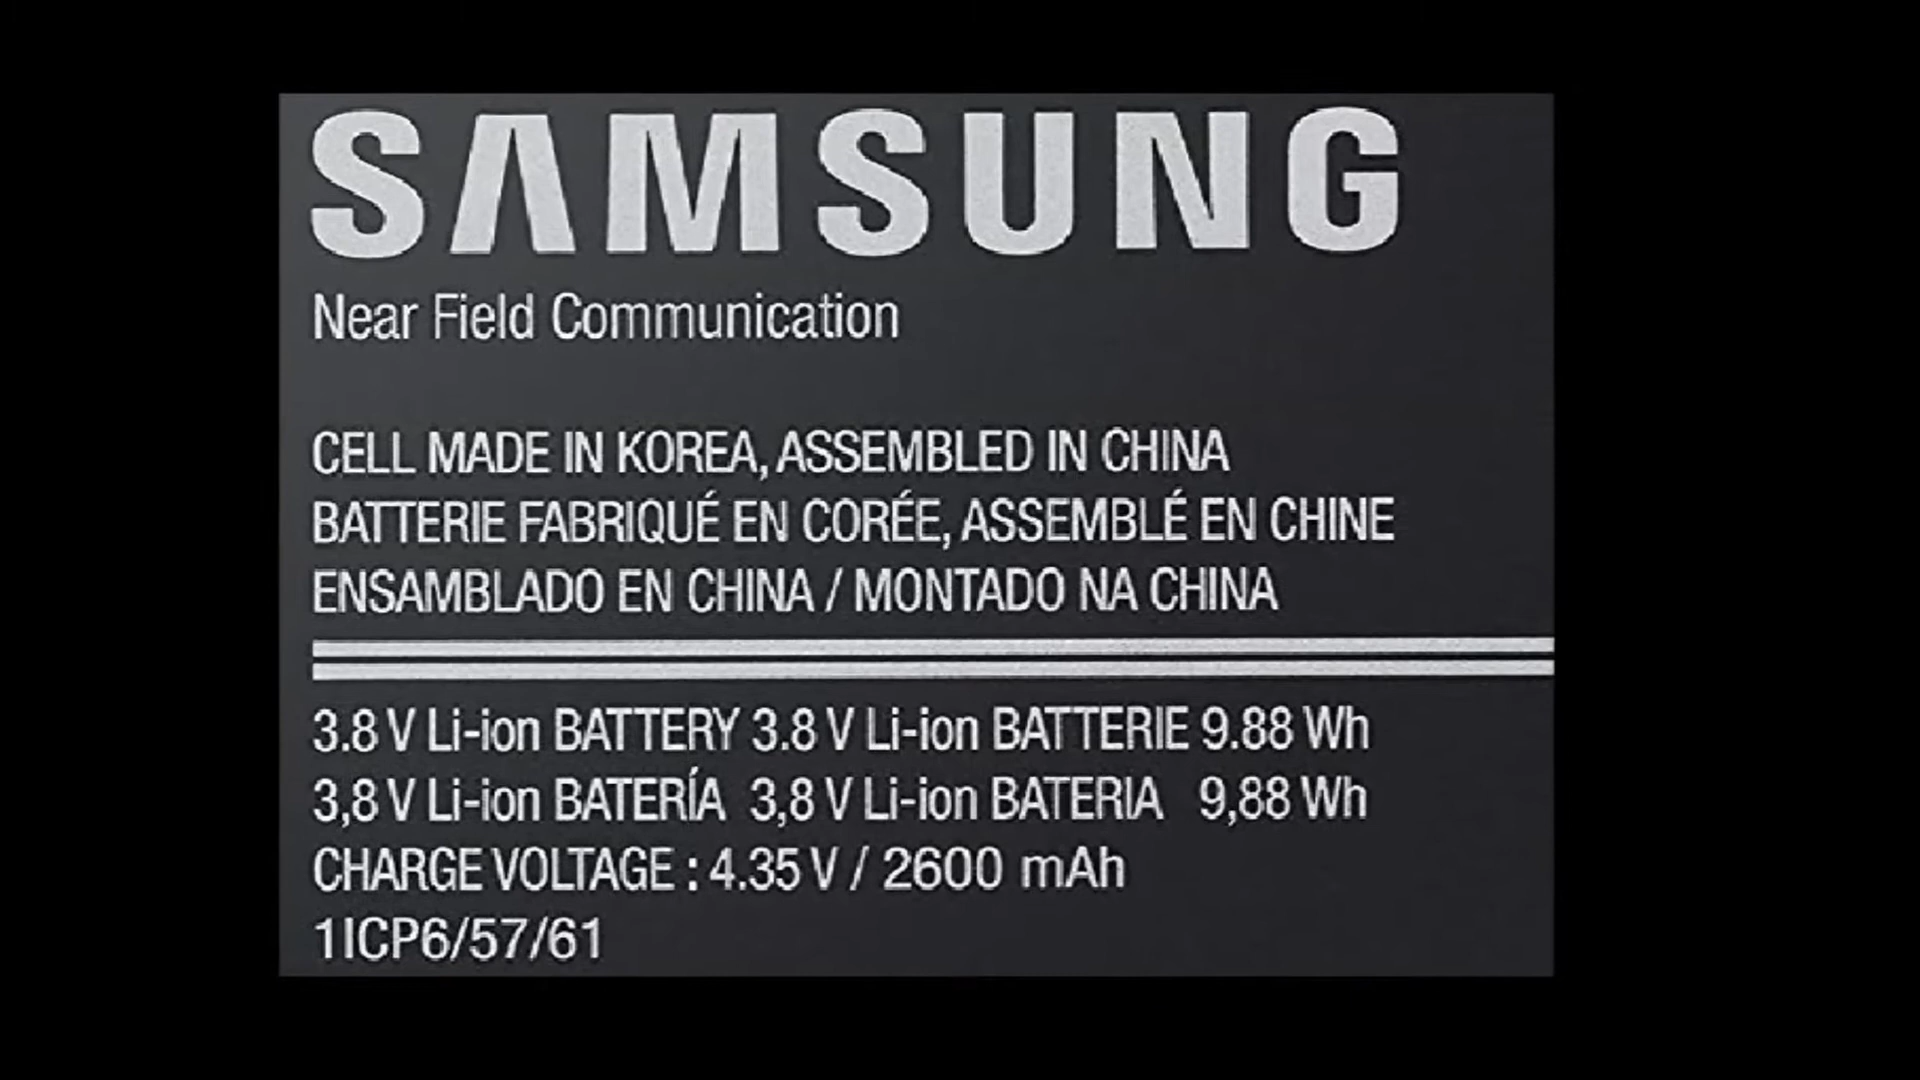 SAMSUNG
Near Field Communication
CELL MADE IN KOREA, ASSEMBLED IN CHINA
BATTERIE FABRIQUÉ EN CORÉE, ASSEMBLÉ EN CHINE
ENSAMBLADO EN CHINA / MONTADO NA CHINA
3.8 V Li-ion BATTERY 3.8 V Li-ion BATTERIE 9.88 Wh
3,8 V Li-ion BATERÍA 3,8 V Li-ion BATERIA 9,88 Wh
CHARGE VOLTAGE : 4.35 V / 2600 mAh
1ICP6/57/61